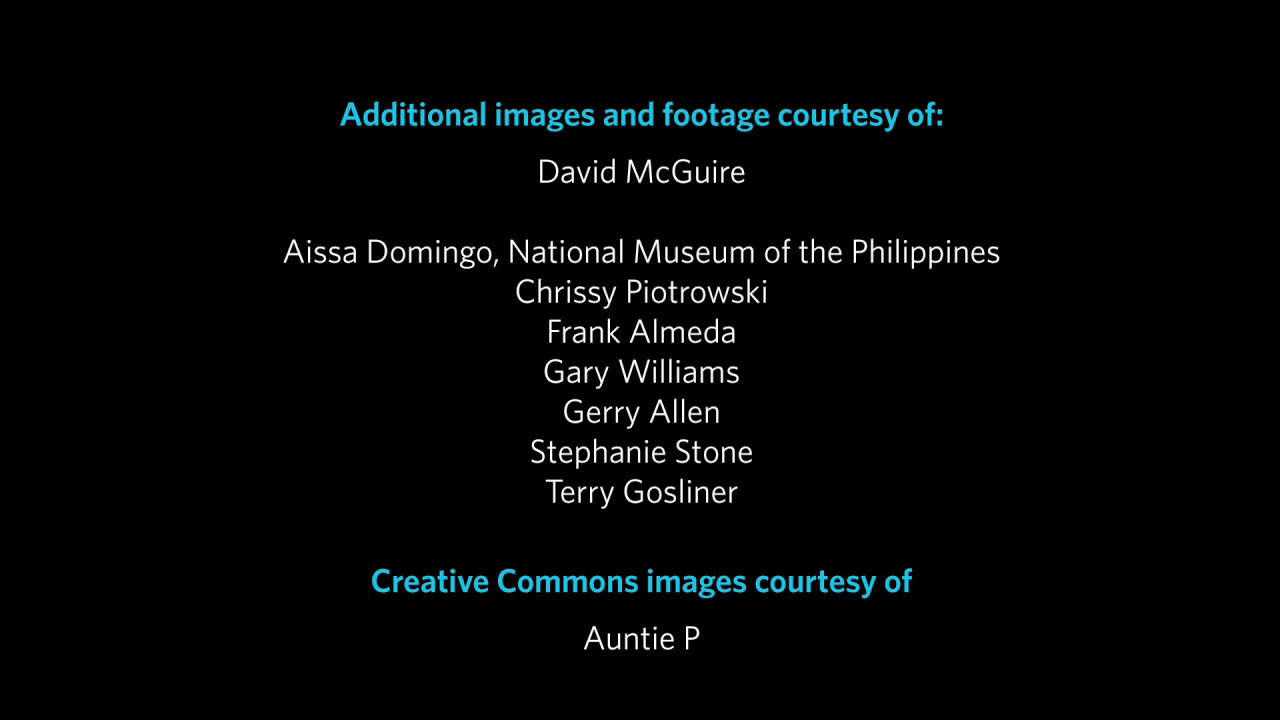 Additional images and footage courtesy of:
David McGuire
Aissa Domingo, National Museum of the Philippines
Chrissy Piotrowski
Frank Almeda
Gary Williams
Gerry Allen
Stephanie Stone
Terry Gosliner
Creative Commons images courtesy of
Auntie P